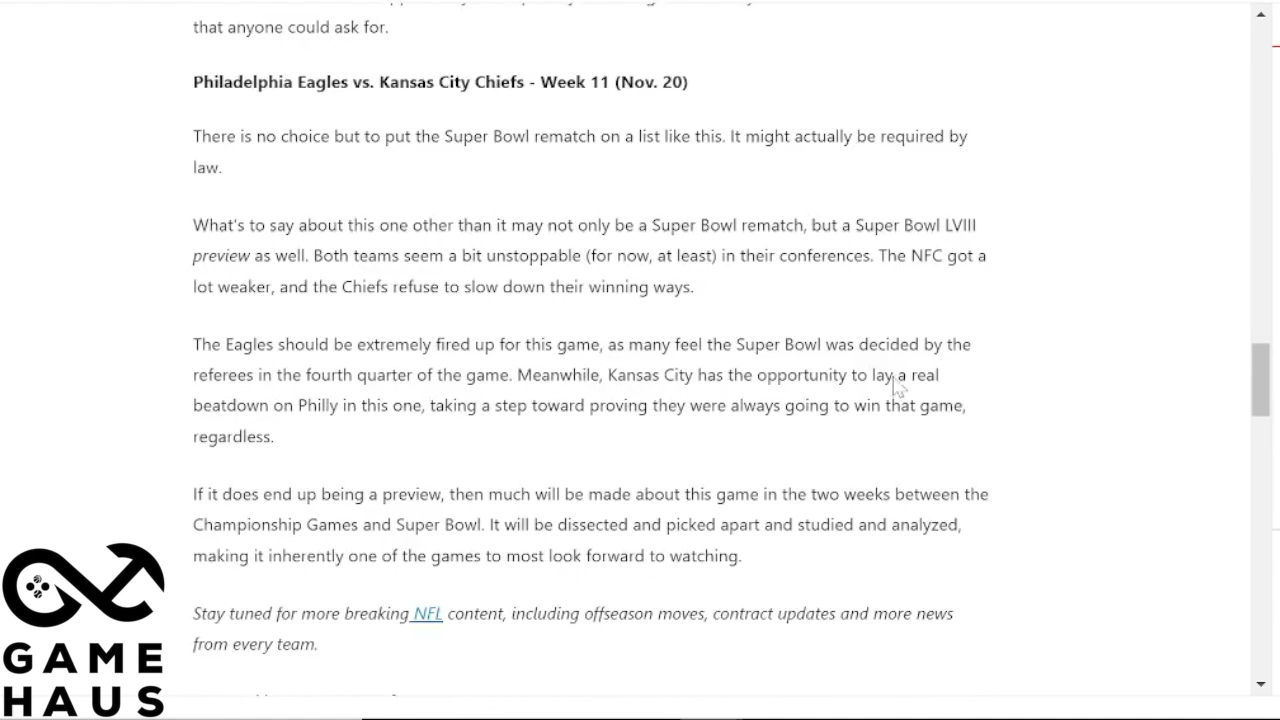 that anyone could ask for.
Philadelphia Eagles vs. Kansas City Chiefs - Week 11 (Nov. 20)
There is no choice but to put the Super Bowl rematch on a list like this. It might actually be required by
law.
What's to say about this one other than it may not only be a Super Bowl rematch, but a Super Bowl LVIII
preview as well. Both teams seem a bit unstoppable (for now, at least) in their conferences. The NFC got a
lot weaker, and the Chiefs refuse to slow down their winning ways.
The Eagles should be extremely fired up for this game, as many feel the Super Bowl was decided by the
referees in the fourth quarter of the game. Meanwhile, Kansas City has the opportunity to lay a real
beatdown on Philly in this one, taking a step toward proving they were always going to win that game,
regardless.
If it does end up being a preview, then much will be made about this game in the two weeks between the
Championship Games and Super Bowl. It will be dissected and picked apart and studied and analyzed,
making it inherently one of the games to most look forward to watching.
Stay tuned for more breaking NFL content, including offseason moves, contract updates and more news
from every team.
GAME
HAUS